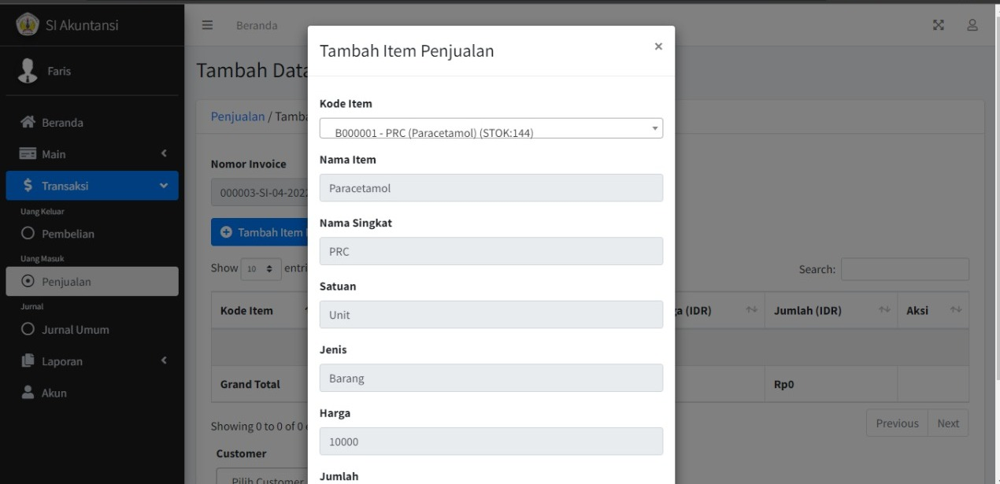 SI Akuntansi
Faris
Beranda
Main
Transaksi
Uang Keluar
Pembelian
Uang Masuk
Penjualan
Jurnal
Jurnal Umum
Laporan
Akun
Beranda
Tambah Data
Penjualan / Tamba
Nomor Invoice
000003-SI-04-2022
Tambah Item
Show 10 entri
Search:
Kode Item
ga (IDR)
Jumlah (IDR)
Aksi
Grand Total
Rp0
Showing 0 to 0 of 0
Previous
Next
Customer
Pilih Customer
Tambah Item Penjualan
×
Kode Item
B000001 - PRC (Paracetamol) (STOK:144)
Nama Item
Paracetamol
Nama Singkat
PRC
Satuan
Unit
Jenis
Barang
Harga
10000
Jumlah